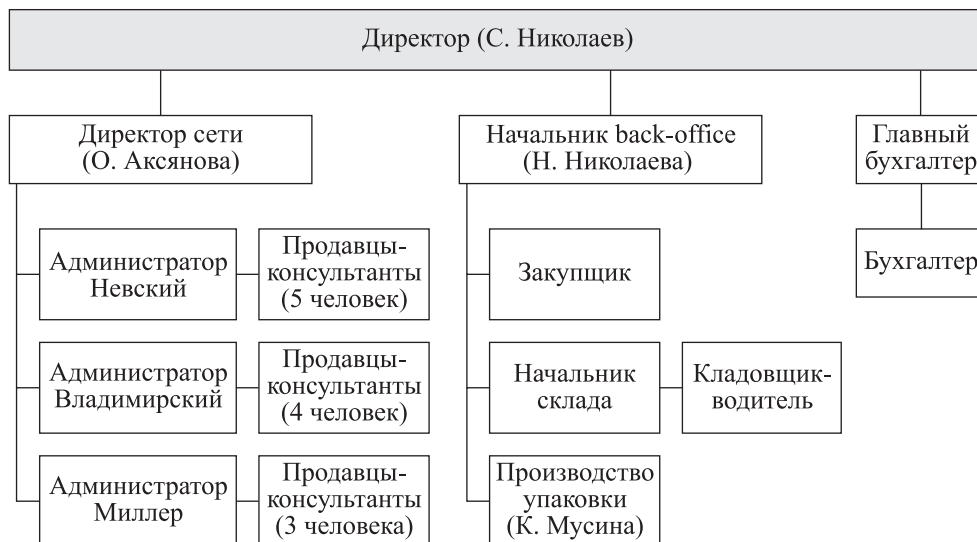 Директор (С. Николаев)
Директор сети
(О. Аксянова)
Начальник back-office
(Н. Николаева)
Главный
бухгалтер
Администратор
Невский
Продавцы-
консультанты
(5 человек)
Закупщик
Бухгалтер
Администратор
Владимирский
Продавцы-
консультанты
(4 человек)
Начальник
склада
Кладовщик-
водитель
Администратор
Миллер
Продавцы-
консультанты
(3 человека)
Производство
упаковки
(К. Мусина)